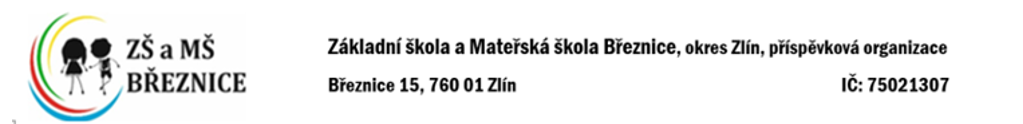 ZŠ a MŠ
BŘEZNICE
Základní škola a Mateřská škola Březnice, okres Zlín, příspěvková organizace
Březnice 15, 760 01 Zlín IČ: 75021307